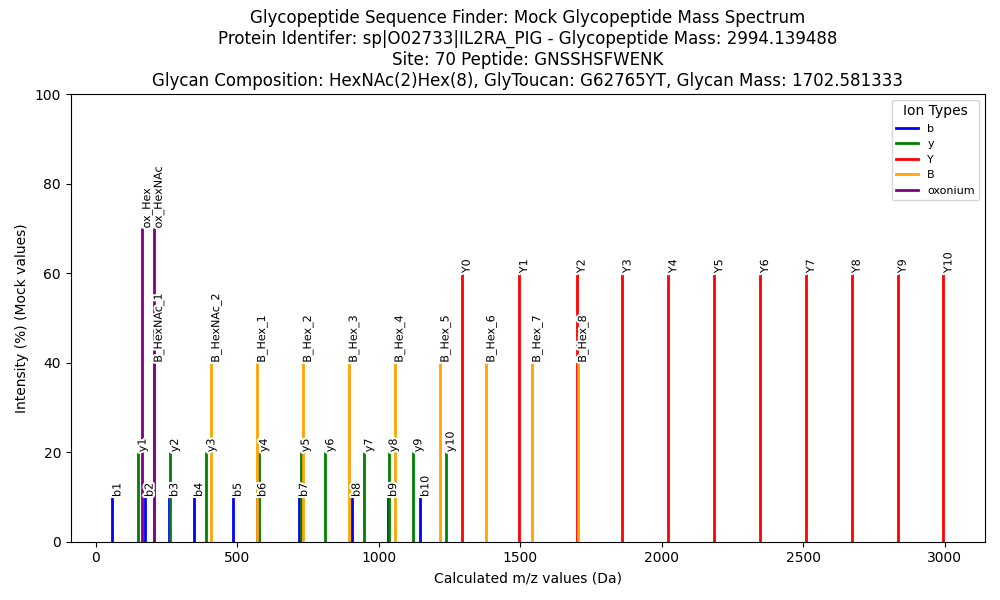 Glycopeptide Sequence Finder: Mock Glycopeptide Mass Spectrum
Protein Identifer: sp|O02733|IL2RA_PIG - Glycopeptide Mass: 2994.139488
Site: 70 Peptide: GNSSHSFWENK
Glycan Composition: HexNAc(2)Hex(8), GlyToucan: G62765YT, Glycan Mass: 1702.581333
Intensity (%) (Mock values)
100
80
60
40
20
0
Ion Types
b
y
Y
B
oxonium
ox_Hex
ox_HexNAc
Y0
Y1
Y2
Y3
Y4
Y5
Y6
Y7
Y8
Y9
Y10
B_HexNAc_1
B_HexNAc_2
B_Hex_1
B_Hex_2
B_Hex_3
B_Hex_4
B_Hex_5
B_Hex_6
B_Hex_7
B_Hex_8
y1
y2
y3
y4
y5
y6
y7
y8
y9
y10
b1
b2
b3
b4
b5
b6
b7
b8
b9
b10
0
500
1000
1500
2000
2500
3000
Calculated m/z values (Da)